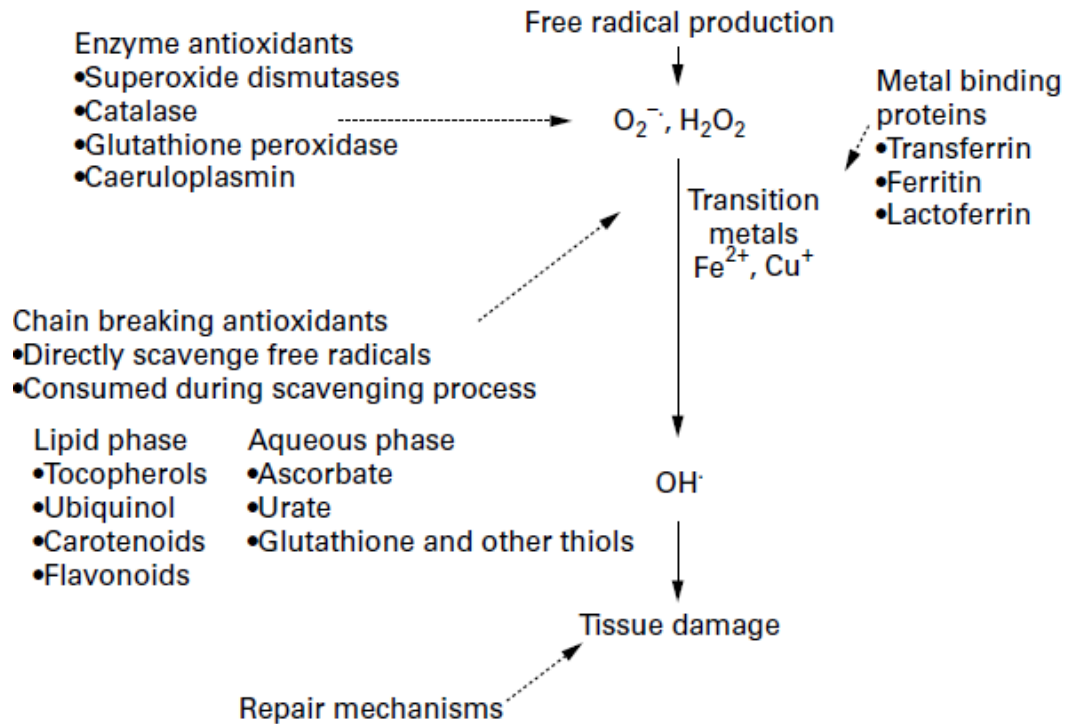 Free radical production
Enzyme antioxidants
•Superoxide dismutases
•Catalase
•Glutathione peroxidase
•Caeruloplasmin
O₂⁻·, H₂O₂
Metal binding
proteins
•Transferrin
•Ferritin
•Lactoferrin
Transition
metals
Fe²⁺, Cu⁺
Chain breaking antioxidants
•Directly scavenge free radicals
•Consumed during scavenging process
Lipid phase
•Tocopherols
•Ubiquinol
•Carotenoids
•Flavonoids
Aqueous phase
•Ascorbate
•Urate
•Glutathione and other thiols
OH·
Tissue damage
Repair mechanisms